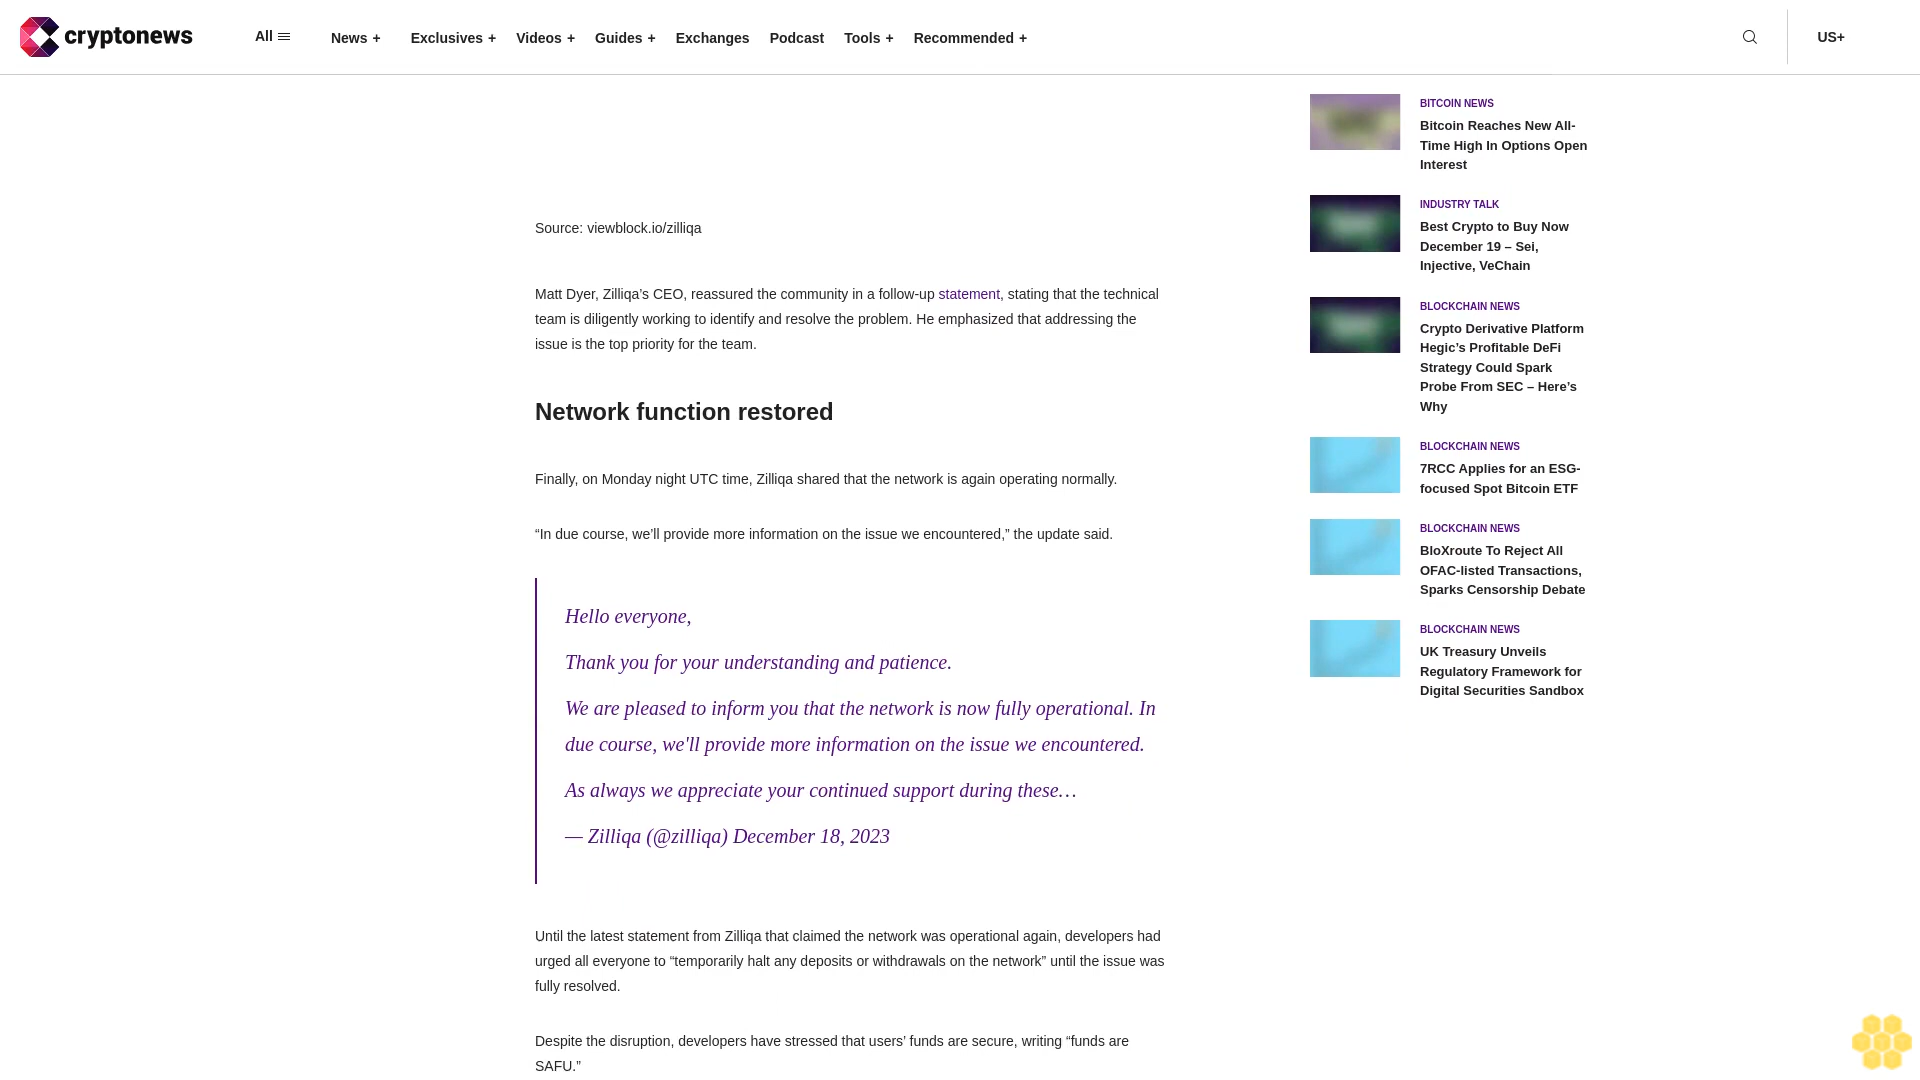 cryptonews
All
News +
Exclusives +
Videos +
Guides +
Exchanges
Podcast
Tools +
Recommended +
US+
Source: viewblock.io/zilliqa
Matt Dyer, Zilliqa’s CEO, reassured the community in a follow-up statement, stating that the technical
team is diligently working to identify and resolve the problem. He emphasized that addressing the
issue is the top priority for the team.
Network function restored
Finally, on Monday night UTC time, Zilliqa shared that the network is again operating normally.
“In due course, we’ll provide more information on the issue we encountered,” the update said.
Hello everyone,
Thank you for your understanding and patience.
We are pleased to inform you that the network is now fully operational. In
due course, we'll provide more information on the issue we encountered.
As always we appreciate your continued support during these…
— Zilliqa (@zilliqa) December 18, 2023
Until the latest statement from Zilliqa that claimed the network was operational again, developers had
urged all everyone to “temporarily halt any deposits or withdrawals on the network” until the issue was
fully resolved.
Despite the disruption, developers have stressed that users’ funds are secure, writing “funds are
SAFU.”
BITCOIN NEWS
Bitcoin Reaches New All-
Time High In Options Open
Interest
INDUSTRY TALK
Best Crypto to Buy Now
December 19 – Sei,
Injective, VeChain
BLOCKCHAIN NEWS
Crypto Derivative Platform
Hegic’s Profitable DeFi
Strategy Could Spark
Probe From SEC – Here’s
Why
BLOCKCHAIN NEWS
7RCC Applies for an ESG-
focused Spot Bitcoin ETF
BLOCKCHAIN NEWS
BloXroute To Reject All
OFAC-listed Transactions,
Sparks Censorship Debate
BLOCKCHAIN NEWS
UK Treasury Unveils
Regulatory Framework for
Digital Securities Sandbox